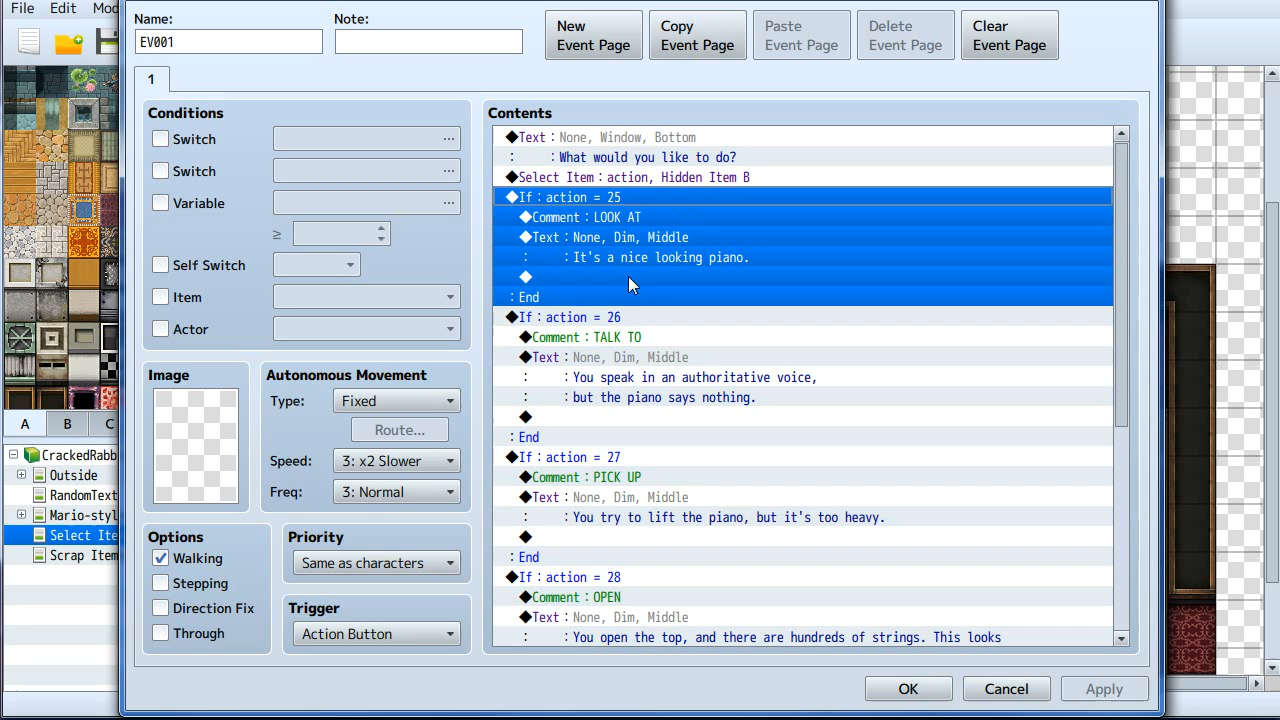 File Edit Mo
Name: Note:
EV001
New Event Page
Copy Event Page
Paste Event Page
Delete Event Page
Clear Event Page
1
Conditions
Switch ...
Switch ...
Variable ...
≥
Self Switch
Item
Actor
Image
Autonomous Movement
Type: Fixed
Route...
Speed: 3: x2 Slower
Freq: 3: Normal
Options
Walking
Stepping
Direction Fix
Through
Priority
Same as characters
Trigger
Action Button
Contents
◆Text : None, Window, Bottom
: : What would you like to do?
◆Select Item : action, Hidden Item B
◆If : action = 25
◆Comment : LOOK AT
◆Text : None, Dim, Middle
: : It's a nice looking piano.
◆
: End
◆If : action = 26
◆Comment : TALK TO
◆Text : None, Dim, Middle
: : You speak in an authoritative voice,
: : but the piano says nothing.
◆
: End
◆If : action = 27
◆Comment : PICK UP
◆Text : None, Dim, Middle
: : You try to lift the piano, but it's too heavy.
◆
: End
◆If : action = 28
◆Comment : OPEN
◆Text : None, Dim, Middle
: : You open the top, and there are hundreds of strings. This looks
OK Cancel Apply
A B C
CrackedRabb
Outside
RandomText
Mario-styl
Select Ite
Scrap Item